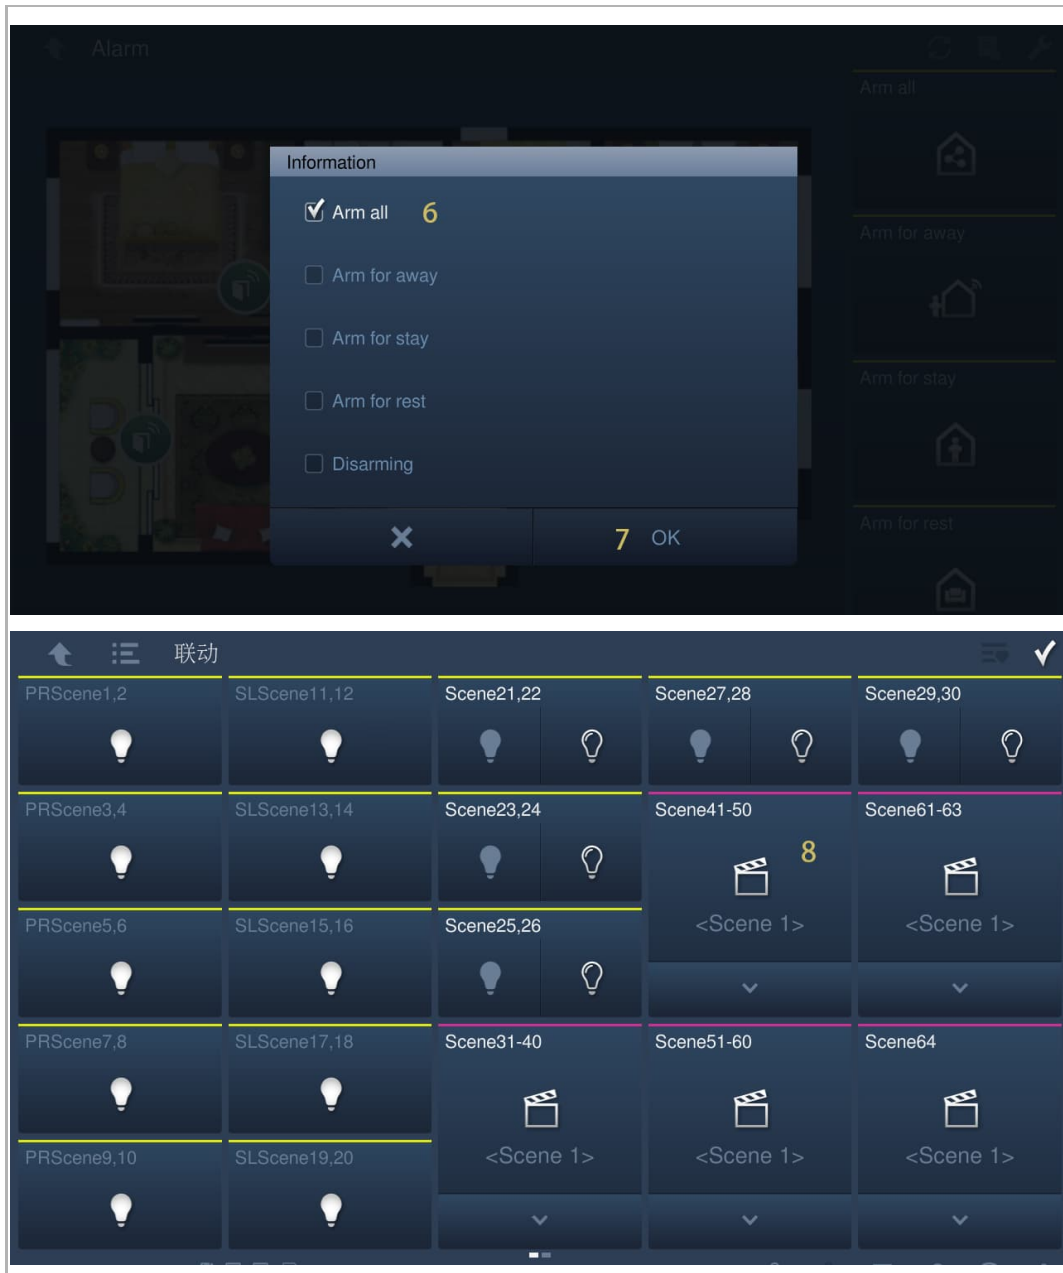 Alarm
Arm all
Information
Arm all 6
Arm for away
Arm for away
Arm for stay
Arm for stay
Arm for rest
Disarming
Arm for rest
7 OK
联动
PRScene1,2 SLScene11,12 Scene21,22 Scene27,28 Scene29,30
PRScene3,4 SLScene13,14 Scene23,24 Scene41-50 Scene61-63
8
PRScene5,6 SLScene15,16 Scene25,26 <Scene 1> <Scene 1>
PRScene7,8 SLScene17,18 Scene31-40 Scene51-60 Scene64
PRScene9,10 SLScene19,20 <Scene 1> <Scene 1> <Scene 1>